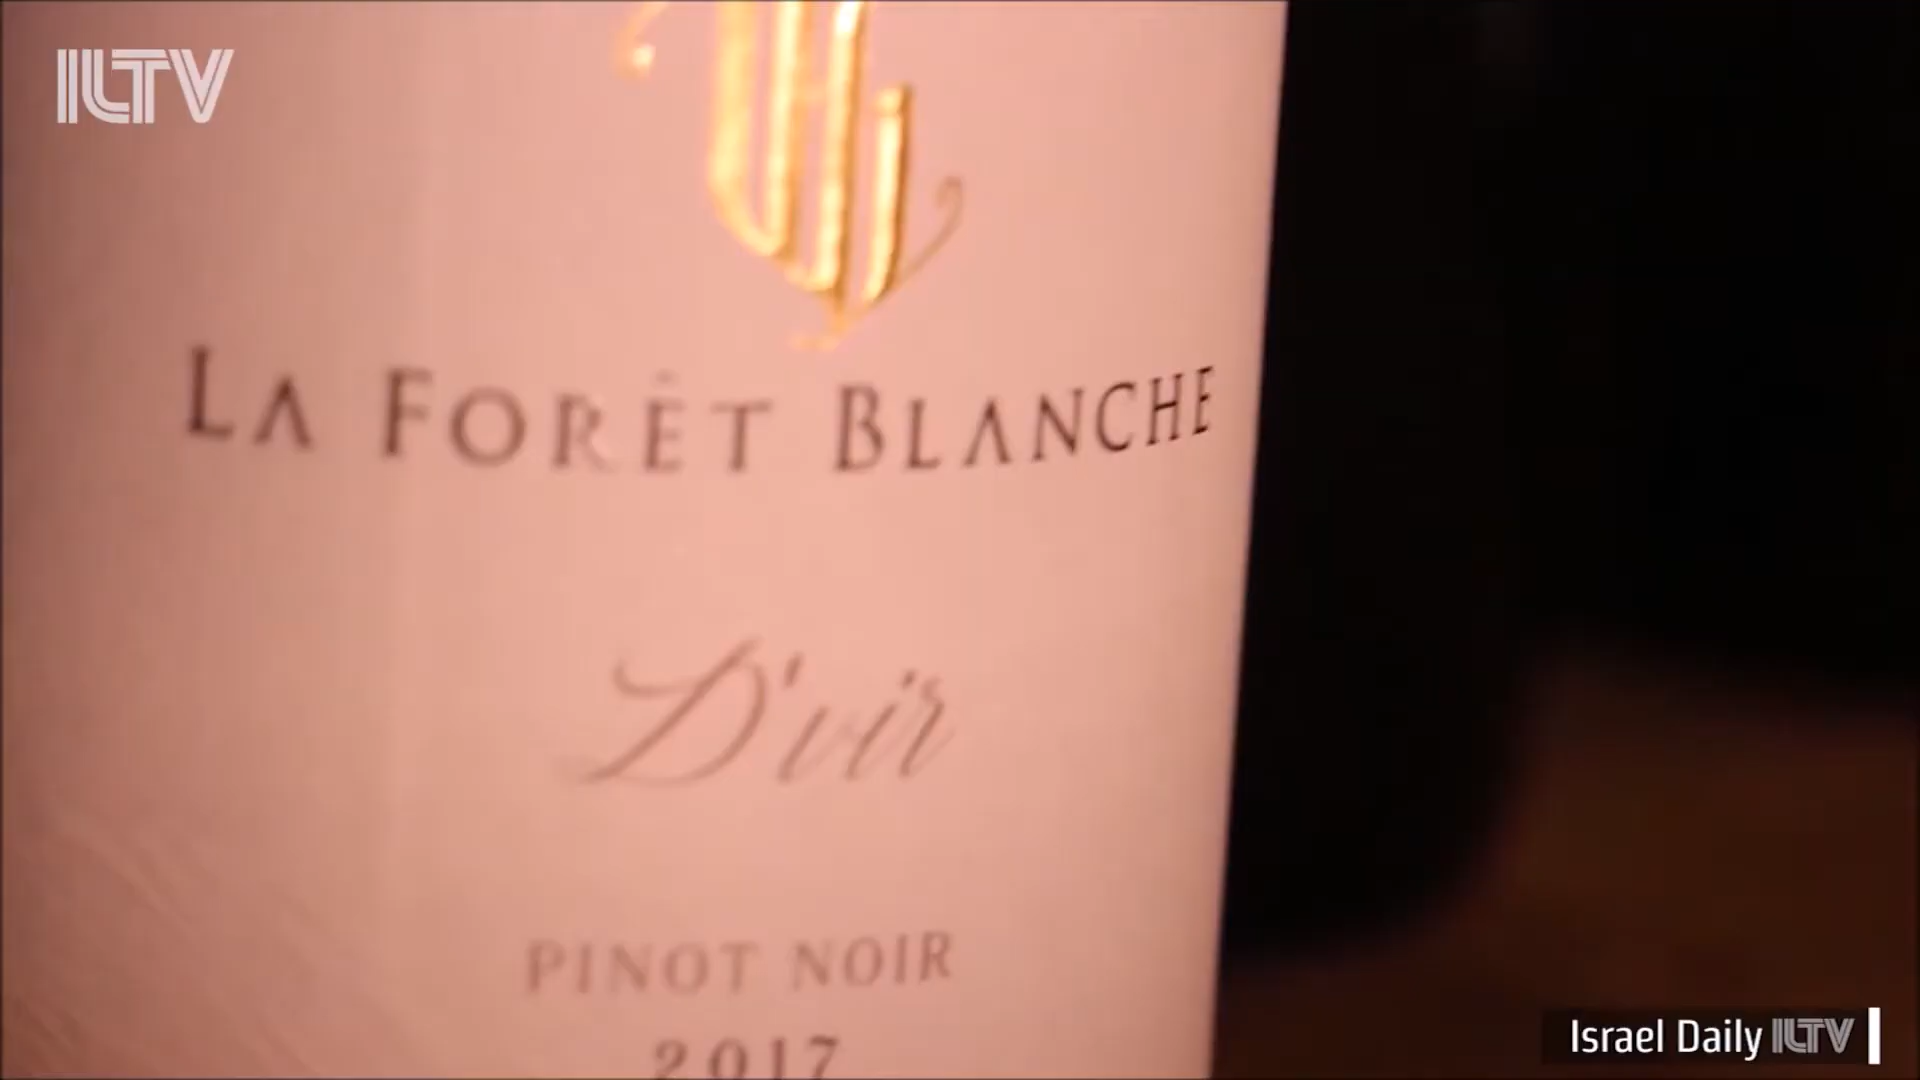 ILTV
LA FORÊT BLANCHE
D'vir
PINOT NOIR
2017
Israel Daily ILTV